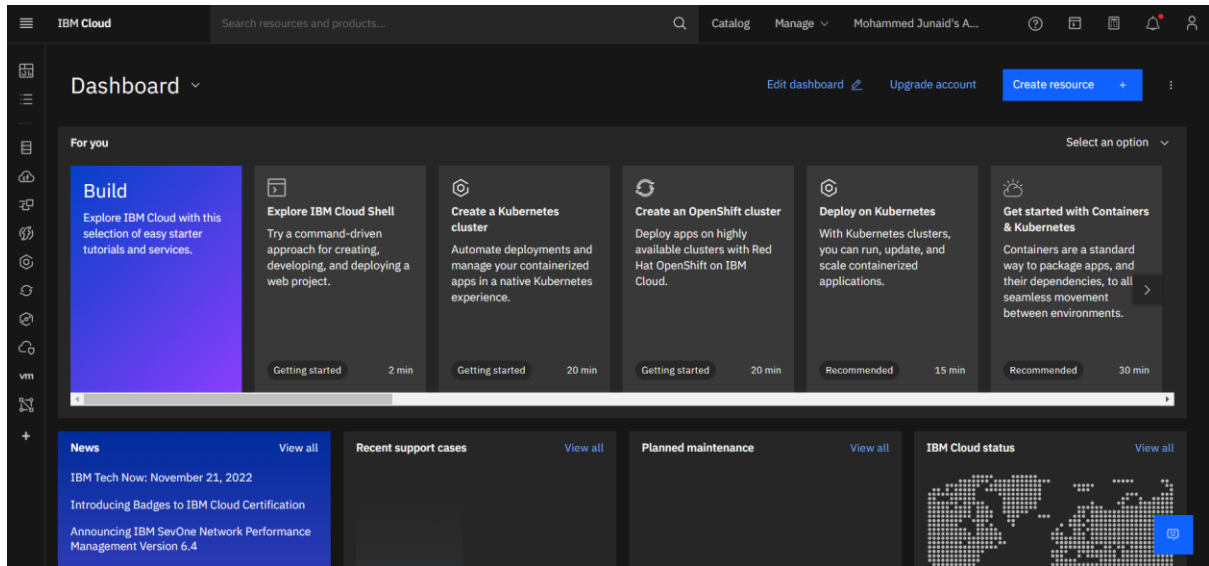 IBM Cloud
Search resources and products...
Catalog
Manage
Mohammed Junaid's A...
Dashboard
Edit dashboard
Upgrade account
Create resource +
For you
Select an option
Build
Explore IBM Cloud with this
selection of easy starter
tutorials and services.
Explore IBM Cloud Shell
Try a command-driven
approach for creating,
developing, and deploying a
web project.
Getting started
2 min
Create a Kubernetes
cluster
Automate deployments and
manage your containerized
apps in a native Kubernetes
experience.
Getting started
20 min
Create an OpenShift cluster
Deploy apps on highly
available clusters with Red
Hat OpenShift on IBM
Cloud.
Getting started
20 min
Deploy on Kubernetes
With Kubernetes clusters,
you can run, update, and
scale containerized
applications.
Recommended
15 min
Get started with Containers
& Kubernetes
Containers are a standard
way to package apps, and
their dependencies, to all
seamless movement
between environments.
Recommended
30 min
vm
News
View all
IBM Tech Now: November 21, 2022
Introducing Badges to IBM Cloud Certification
Announcing IBM SevOne Network Performance
Management Version 6.4
Recent support cases
View all
Planned maintenance
View all
IBM Cloud status
View all